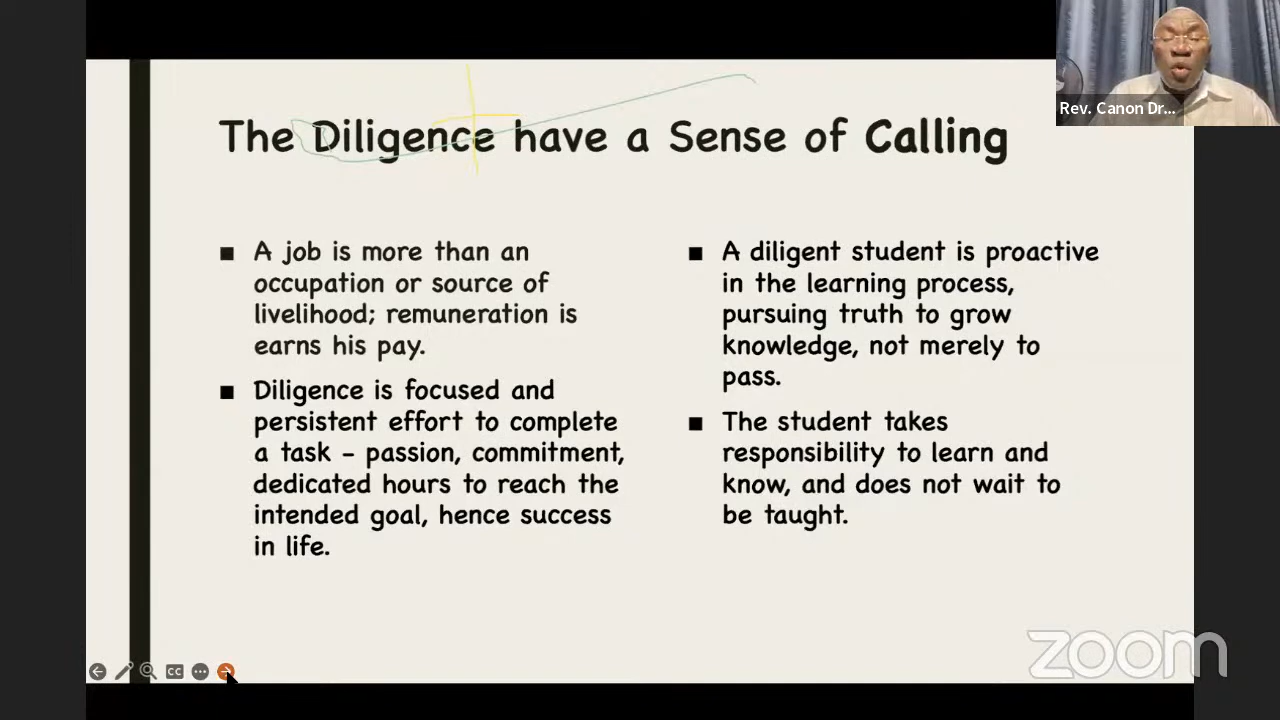 Rev. Canon Dr...
The Diligence have a Sense of Calling
■ A job is more than an
occupation or source of
livelihood; remuneration is
earns his pay.
■ Diligence is focused and
persistent effort to complete
a task – passion, commitment,
dedicated hours to reach the
intended goal, hence success
in life.
■ A diligent student is proactive
in the learning process,
pursuing truth to grow
knowledge, not merely to
pass.
■ The student takes
responsibility to learn and
know, and does not wait to
be taught.
CC
zoom